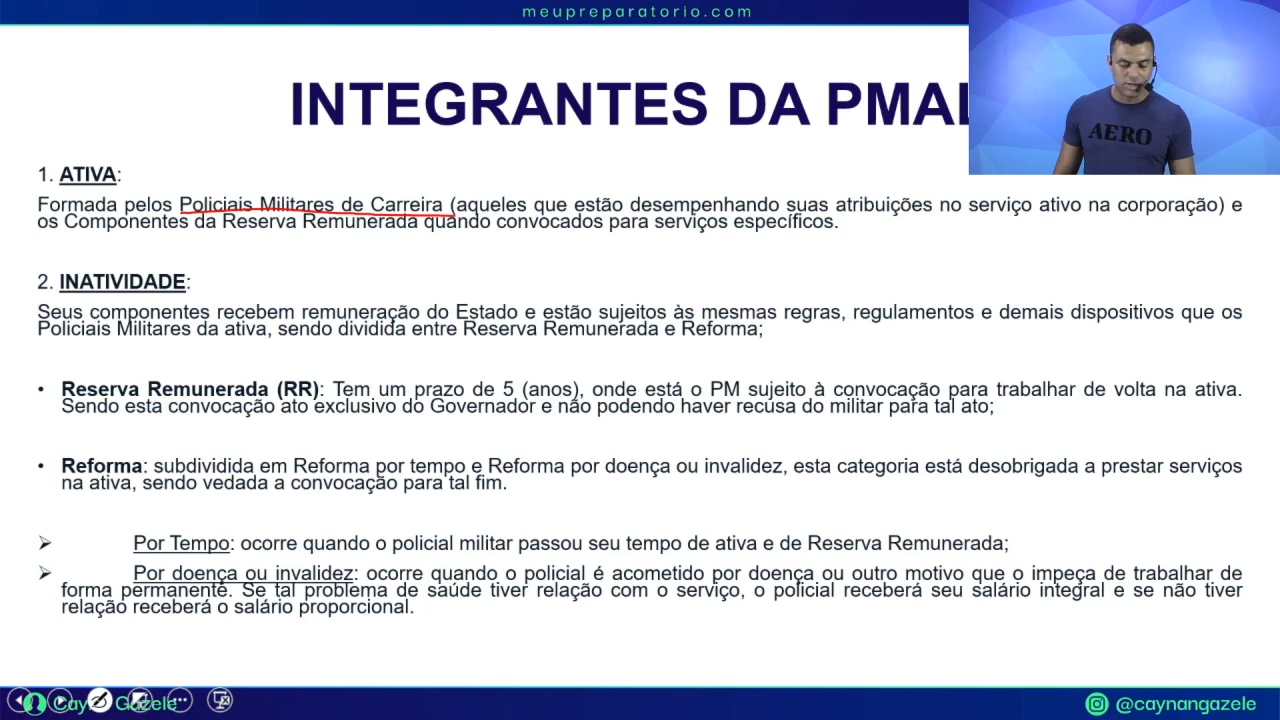 meupreparatorio.com
INTEGRANTES DA PMAL
AERO
1. ATIVA:
Formada pelos Policiais Militares de Carreira (aqueles que estão desempenhando suas atribuições no serviço ativo na corporação) e
os Componentes da Reserva Remunerada quando convocados para serviços específicos.
2. INATIVIDADE:
Seus componentes recebem remuneração do Estado e estão sujeitos às mesmas regras, regulamentos e demais dispositivos que os
Policiais Militares da ativa, sendo dividida entre Reserva Remunerada e Reforma;
• Reserva Remunerada (RR): Tem um prazo de 5 (anos), onde está o PM sujeito à convocação para trabalhar de volta na ativa.
Sendo esta convocação ato exclusivo do Governador e não podendo haver recusa do militar para tal ato;
• Reforma: subdividida em Reforma por tempo e Reforma por doença ou invalidez, esta categoria está desobrigada a prestar serviços
na ativa, sendo vedada a convocação para tal fim.
➢ Por Tempo: ocorre quando o policial militar passou seu tempo de ativa e de Reserva Remunerada;
➢ Por doença ou invalidez: ocorre quando o policial é acometido por doença ou outro motivo que o impeça de trabalhar de
forma permanente. Se tal problema de saúde tiver relação com o serviço, o policial receberá seu salário integral e se não tiver
relação receberá o salário proporcional.
Gazele
@caynangazele